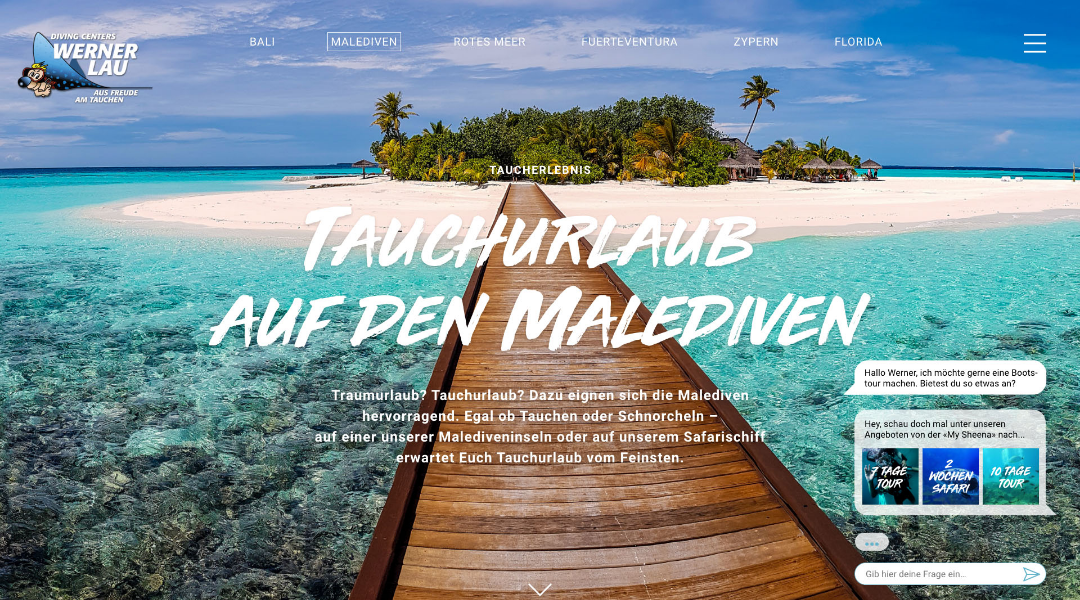 DIVING CENTERS
WERNER
LAU
AUS FREUDE
AM TAUCHEN
BALI
MALEDIVEN
ROTES MEER
FUERTEVENTURA
ZYPERN
FLORIDA
TAUCHERLEBNIS
TAUCHURLAUB
AUF DEN MALEDIVEN
Traumurlaub? Tauchurlaub? Dazu eignen sich die Malediven
hervorragend. Egal ob Tauchen oder Schnorcheln –
auf einer unserer Malediveninseln oder auf unserem Safarischiff
erwartet Euch Tauchurlaub vom Feinsten.
Hallo Werner, ich möchte gerne eine Boots-
tour machen. Bietest du so etwas an?
Hey, schau doch mal unter unseren
Angeboten von der «My Sheena» nach...
7 TAGE
TOUR
2
WOCHEN
SAFARI
10 TAGE
TOUR
Gib hier deine Frage ein...